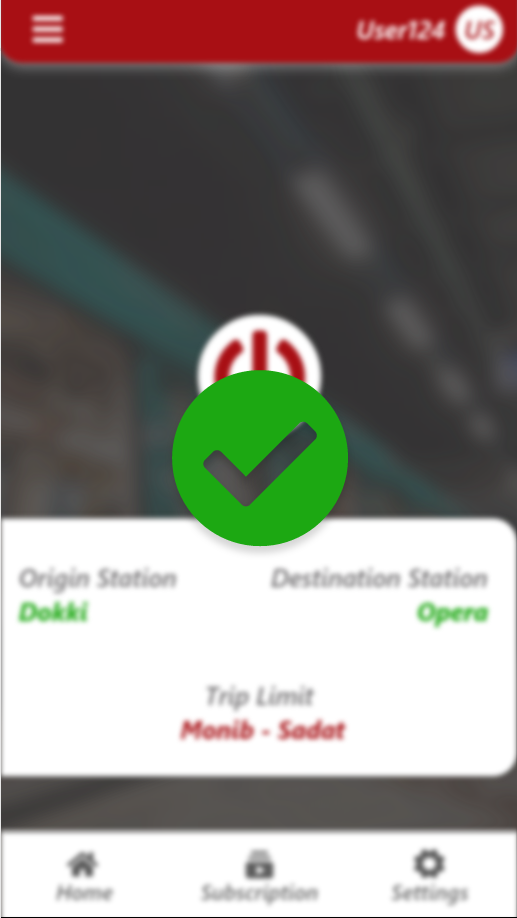 User124 US
Origin Station Destination Station
Dokki Opera
Trip Limit
Monib - Sadat
Home Subscription Settings